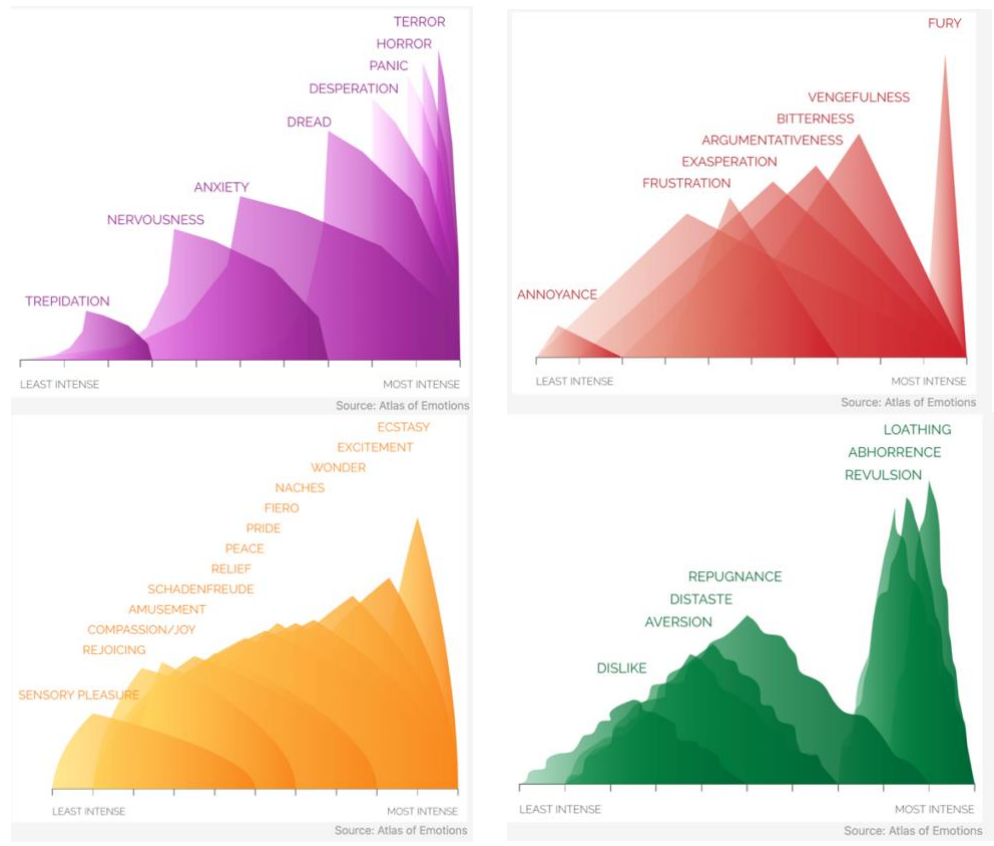 TERROR
HORROR
PANIC
DESPERATION
DREAD
ANXIETY
NERVOUSNESS
TREPIDATION
LEAST INTENSE
MOST INTENSE
Source: Atlas of Emotions
FURY
VENGEFULNESS
BITTERNESS
ARGUMENTATIVENESS
EXASPERATION
FRUSTRATION
ANNOYANCE
LEAST INTENSE
MOST INTENSE
Source: Atlas of Emotions
ECSTASY
EXCITEMENT
WONDER
NACHES
FIERO
PRIDE
PEACE
RELIEF
SCHADENFREUDE
AMUSEMENT
COMPASSION/JOY
REJOICING
SENSORY PLEASURE
LEAST INTENSE
MOST INTENSE
Source: Atlas of Emotions
LOATHING
ABHORRENCE
REVULSION
REPUGNANCE
DISTASTE
AVERSION
DISLIKE
LEAST INTENSE
MOST INTENSE
Source: Atlas of Emotions